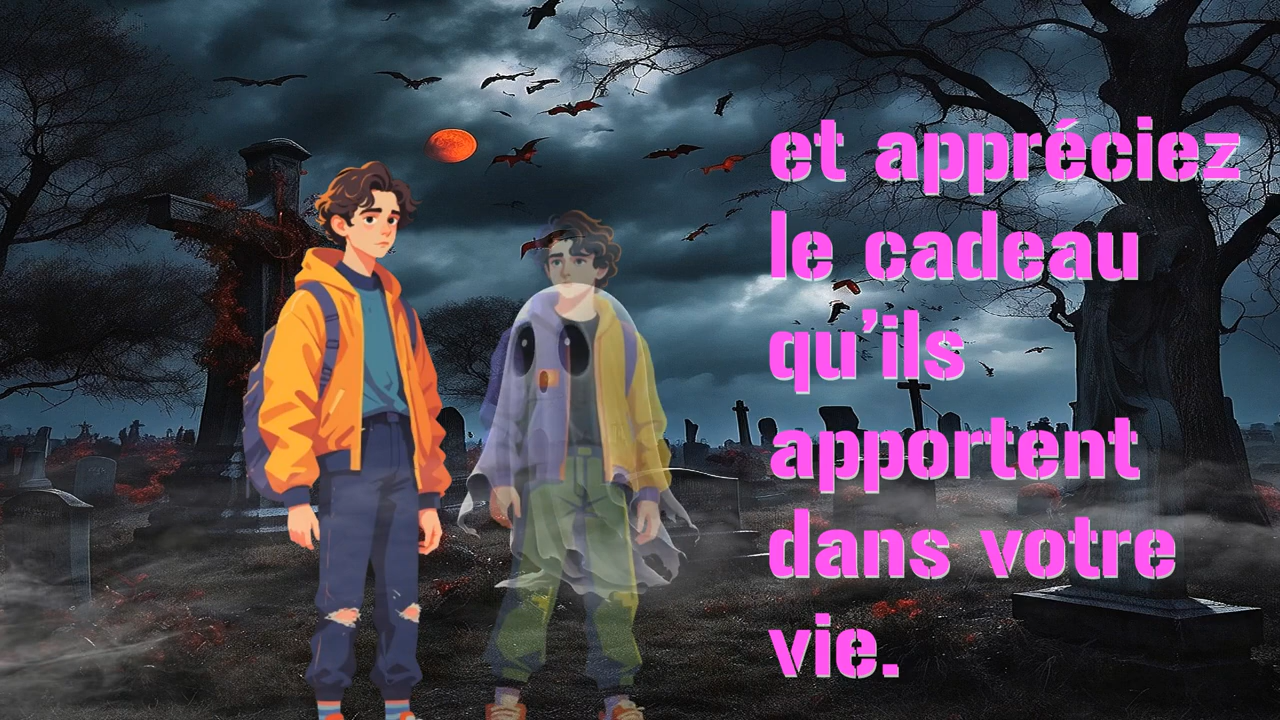 et appréciez
le cadeau
qu'ils
apportent
dans votre
vie.